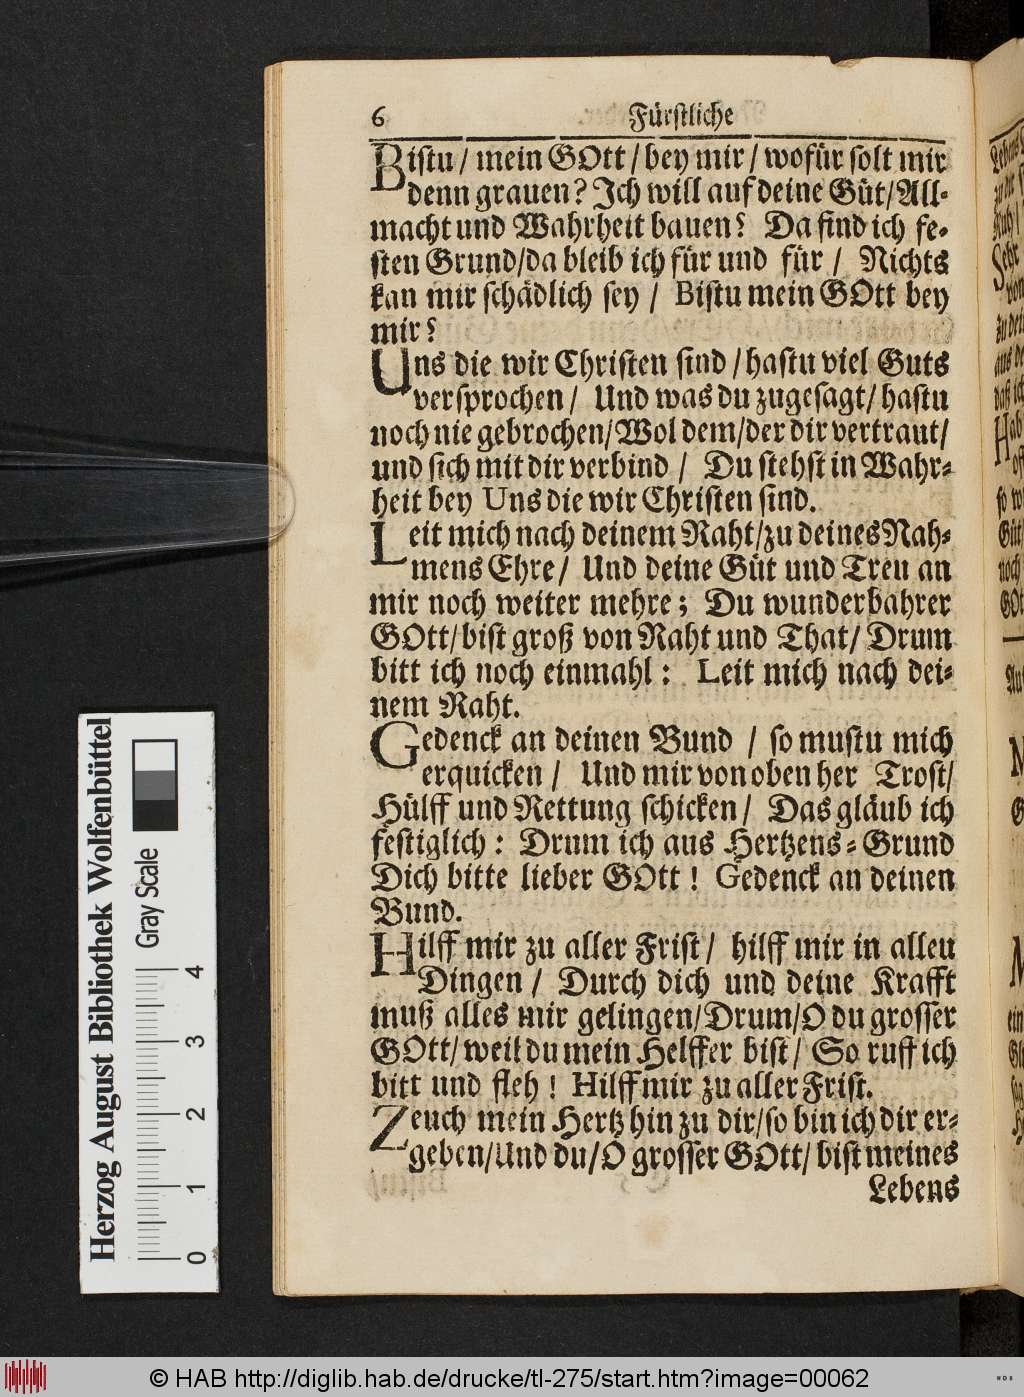 6 Fürstliche
Bistu / mein GOtt / bey mir / wofür solt mir
denn grauen? Ich will auf deine Güt/All-
macht und Wahrheit bauen? Da find ich fe-
sten Grund/da bleib ich für und für / Nichts
kan mir schädlich sey / Bistu mein GOtt bey
mir?
Uns die wir Christen sind / hastu viel Guts
versprochen / Und was du zugesagt / hastu
noch nie gebrochen/Wol dem/der dir vertraut/
und sich mit dir verbind / Du stehst in Wahr-
heit bey Uns die wir Christen sind.
Leit mich nach deinem Raht/zu deines Nah-
mens Ehre / Und deine Güt und Treu an
mir noch weiter mehre; Du wunderbahrer
GOtt/bist groß von Raht und That/ Drum
bitt ich noch einmahl: Leit mich nach dei-
nem Raht.
Gedenck an deinen Bund / so mustu mich
erquicken / Und mir von oben her Trost/
Hülff und Rettung schicken / Das gläub ich
festiglich: Drum ich aus Hertzens-Grund
Dich bitte lieber GOtt! Gedenck an deinen
Bund.
Hilff mir zu aller Frist / hilff mir in alleu
Dingen / Durch dich und deine Krafft
muß alles mir gelingen/Drum/O du grosser
GOtt/weil du mein Helffer bist / So ruff ich
bitt und fleh! Hilff mir zu aller Frist.
Zeuch mein Hertz hin zu dir/so bin ich dir er-
geben/Und du/O grosser GOtt/ bist meines
Lebens
Herzog August Bibliothek Wolfenbüttel
Gray Scale
0 1 2 3 4
© HAB http://diglib.hab.de/drucke/tl-275/start.htm?image=00062